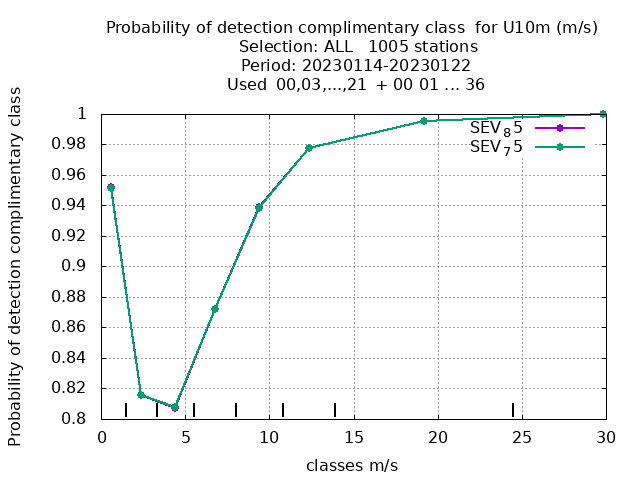 Probability of detection complimentary class  for U10m (m/s)
Selection: ALL   1005 stations
Period: 20230114-20230122
Used  00,03,...,21  + 00 01 ... 36
Probability of detection complimentary class
1
0.98
0.96
0.94
0.92
0.9
0.88
0.86
0.84
0.82
0.8
SEV85
SEV75
0 5 10 15 20 25 30
classes m/s